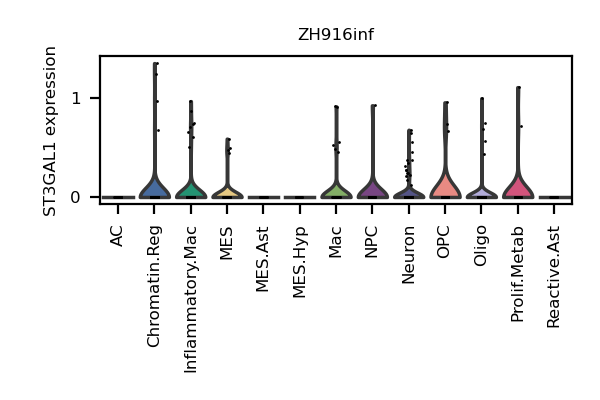 ZH916inf
ST3GAL1 expression
1
0
AC
Chromatin.Reg
Inflammatory.Mac
MES
MES.Ast
MES.Hyp
Mac
NPC
Neuron
OPC
Oligo
Prolif.Metab
Reactive.Ast